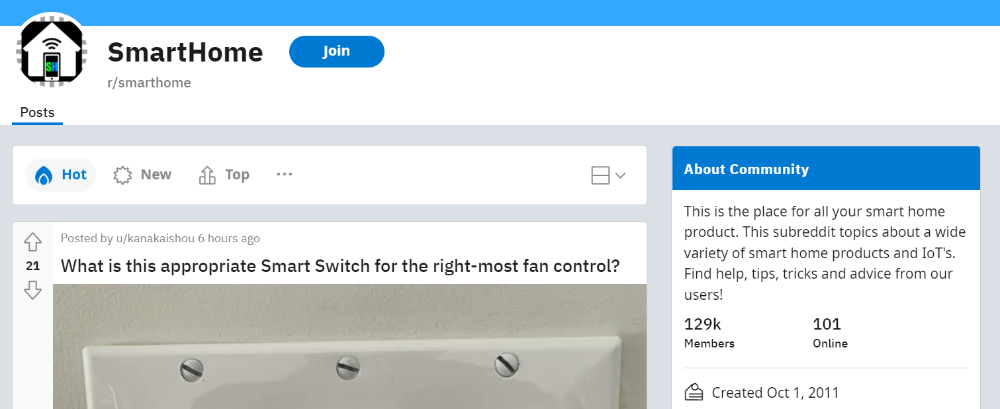 SH
SmartHome
Join
r/smarthome
Posts
Hot
New
Top
Posted by u/kanakaishou 6 hours ago
21
What is this appropriate Smart Switch for the right-most fan control?
About Community
This is the place for all your smart home
product. This subreddit topics about a wide
variety of smart home products and IoT's.
Find help, tips, tricks and advice from our
users!
129k
Members
101
Online
Created Oct 1, 2011